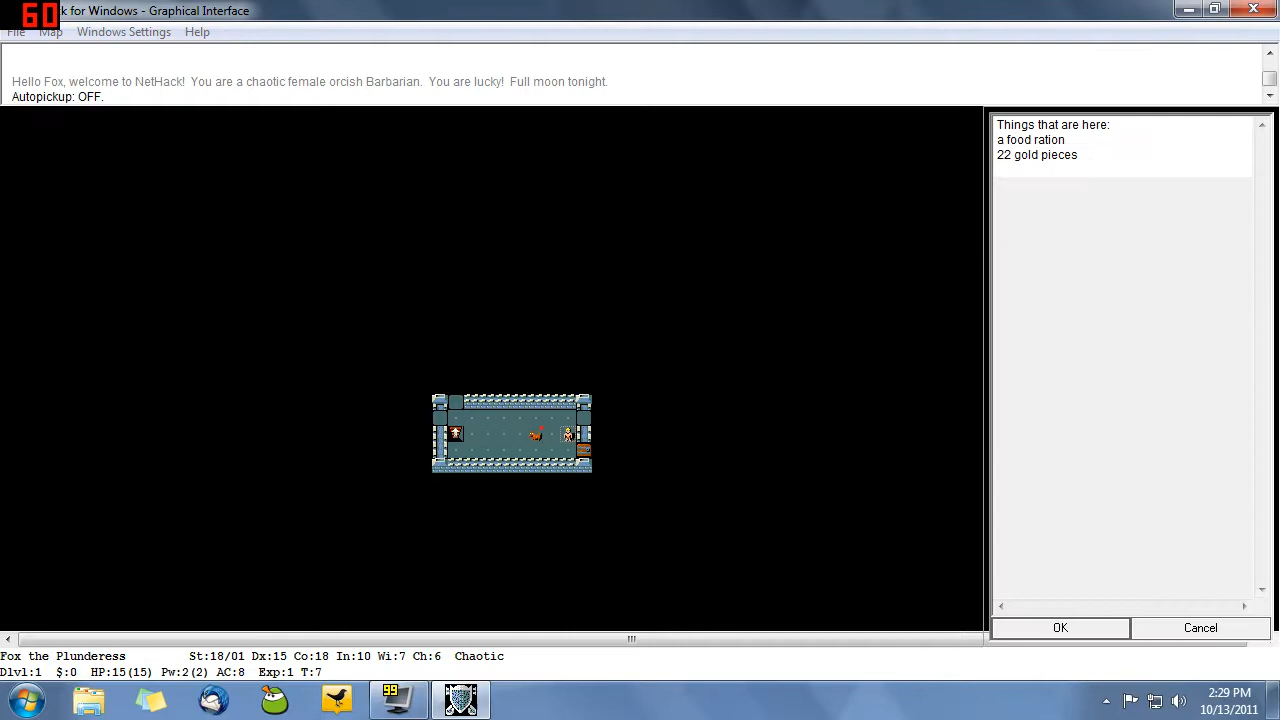 60
rk for Windows - Graphical Interface
File Map Windows Settings Help
Hello Fox, welcome to NetHack! You are a chaotic female orcish Barbarian. You are lucky! Full moon tonight.
Autopickup: OFF.
Things that are here:
a food ration
22 gold pieces
OK Cancel
Fox the Plunderess St:18/01 Dx:15 Co:18 In:10 Wi:7 Ch:6 Chaotic
Dlvl:1 $:0 HP:15(15) Pw:2(2) AC:8 Exp:1 T:7
99
2:29 PM
10/13/2011